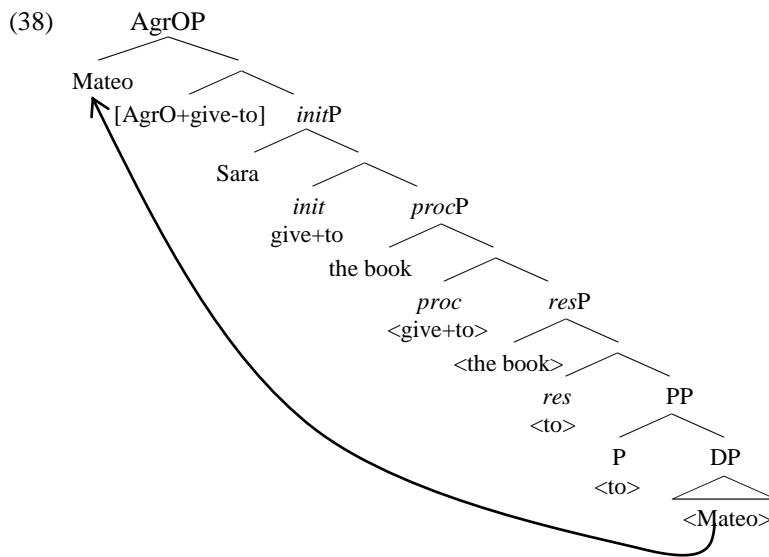 (38) AgrOP
Mateo
[AgrO+give-to] initP
Sara
init procP
give+to
the book
proc resP
<give+to>
<the book>
res PP
<to>
P DP
<to>
<Mateo>